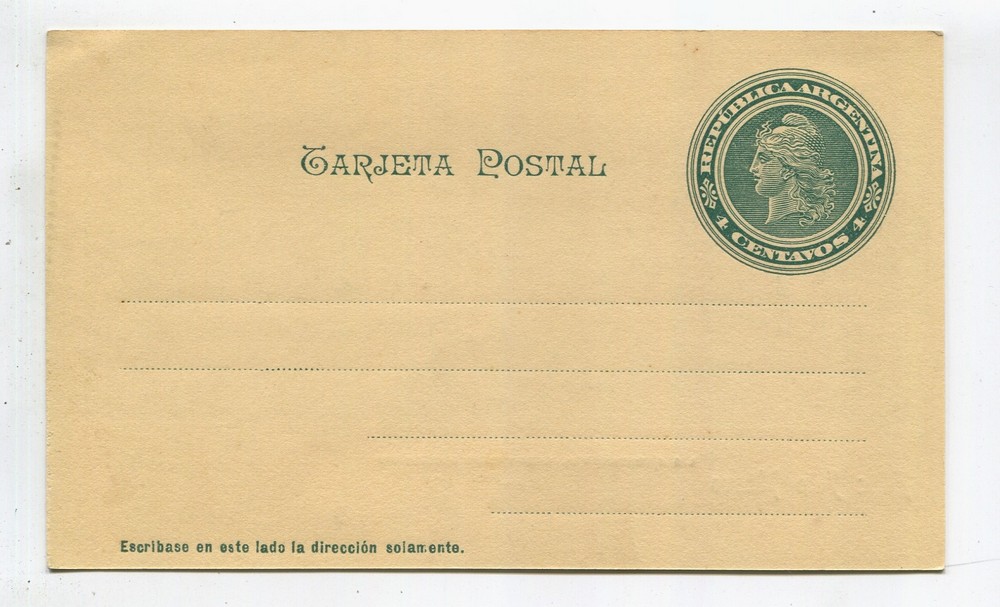 TARJETA POSTAL
REPUBLICA ARGENTINA
4 CENTAVOS 4
Escribase en este lado la dirección solamente.